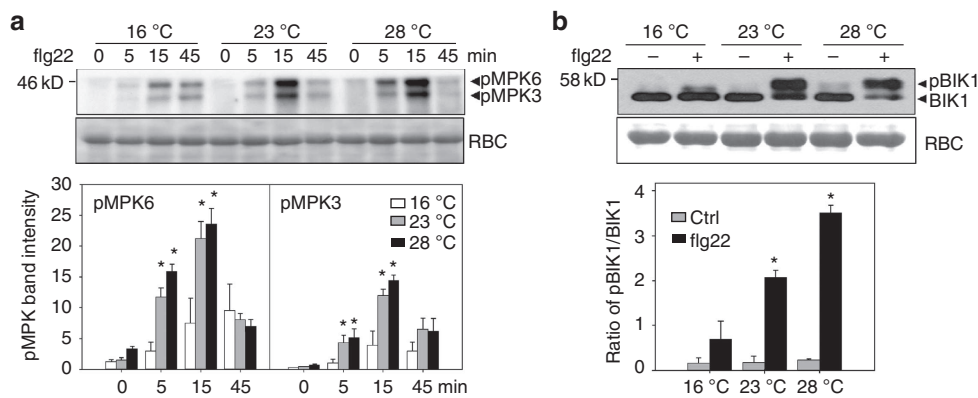 a
16 °C 23 °C 28 °C
flg22 0 5 15 45 0 5 15 45 0 5 15 45 min
46 kD
pMPK6
pMPK3
RBC
pMPK band intensity
30
25
20
15
10
5
0
pMPK6
pMPK3
16 °C
23 °C
28 °C
* * * * * * * *
0 5 15 45 0 5 15 45 min
b
16 °C 23 °C 28 °C
flg22 – + – + – +
58 kD
pBIK1
BIK1
RBC
Ratio of pBIK1/BIK1
4
3
2
1
0
Ctrl
flg22
* *
16 °C 23 °C 28 °C